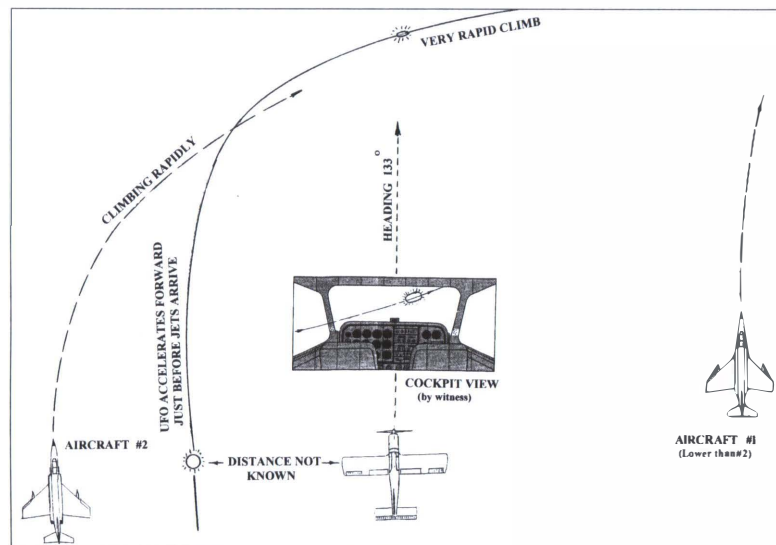 VERY RAPID CLIMB
CLIMBING RAPIDLY
HEADING 133°
UFO ACCELERATES FORWARD
JUST BEFORE JETS ARRIVE
COCKPIT VIEW
(by witness)
AIRCRAFT #2
DISTANCE NOT
KNOWN
AIRCRAFT #1
(Lower than#2)